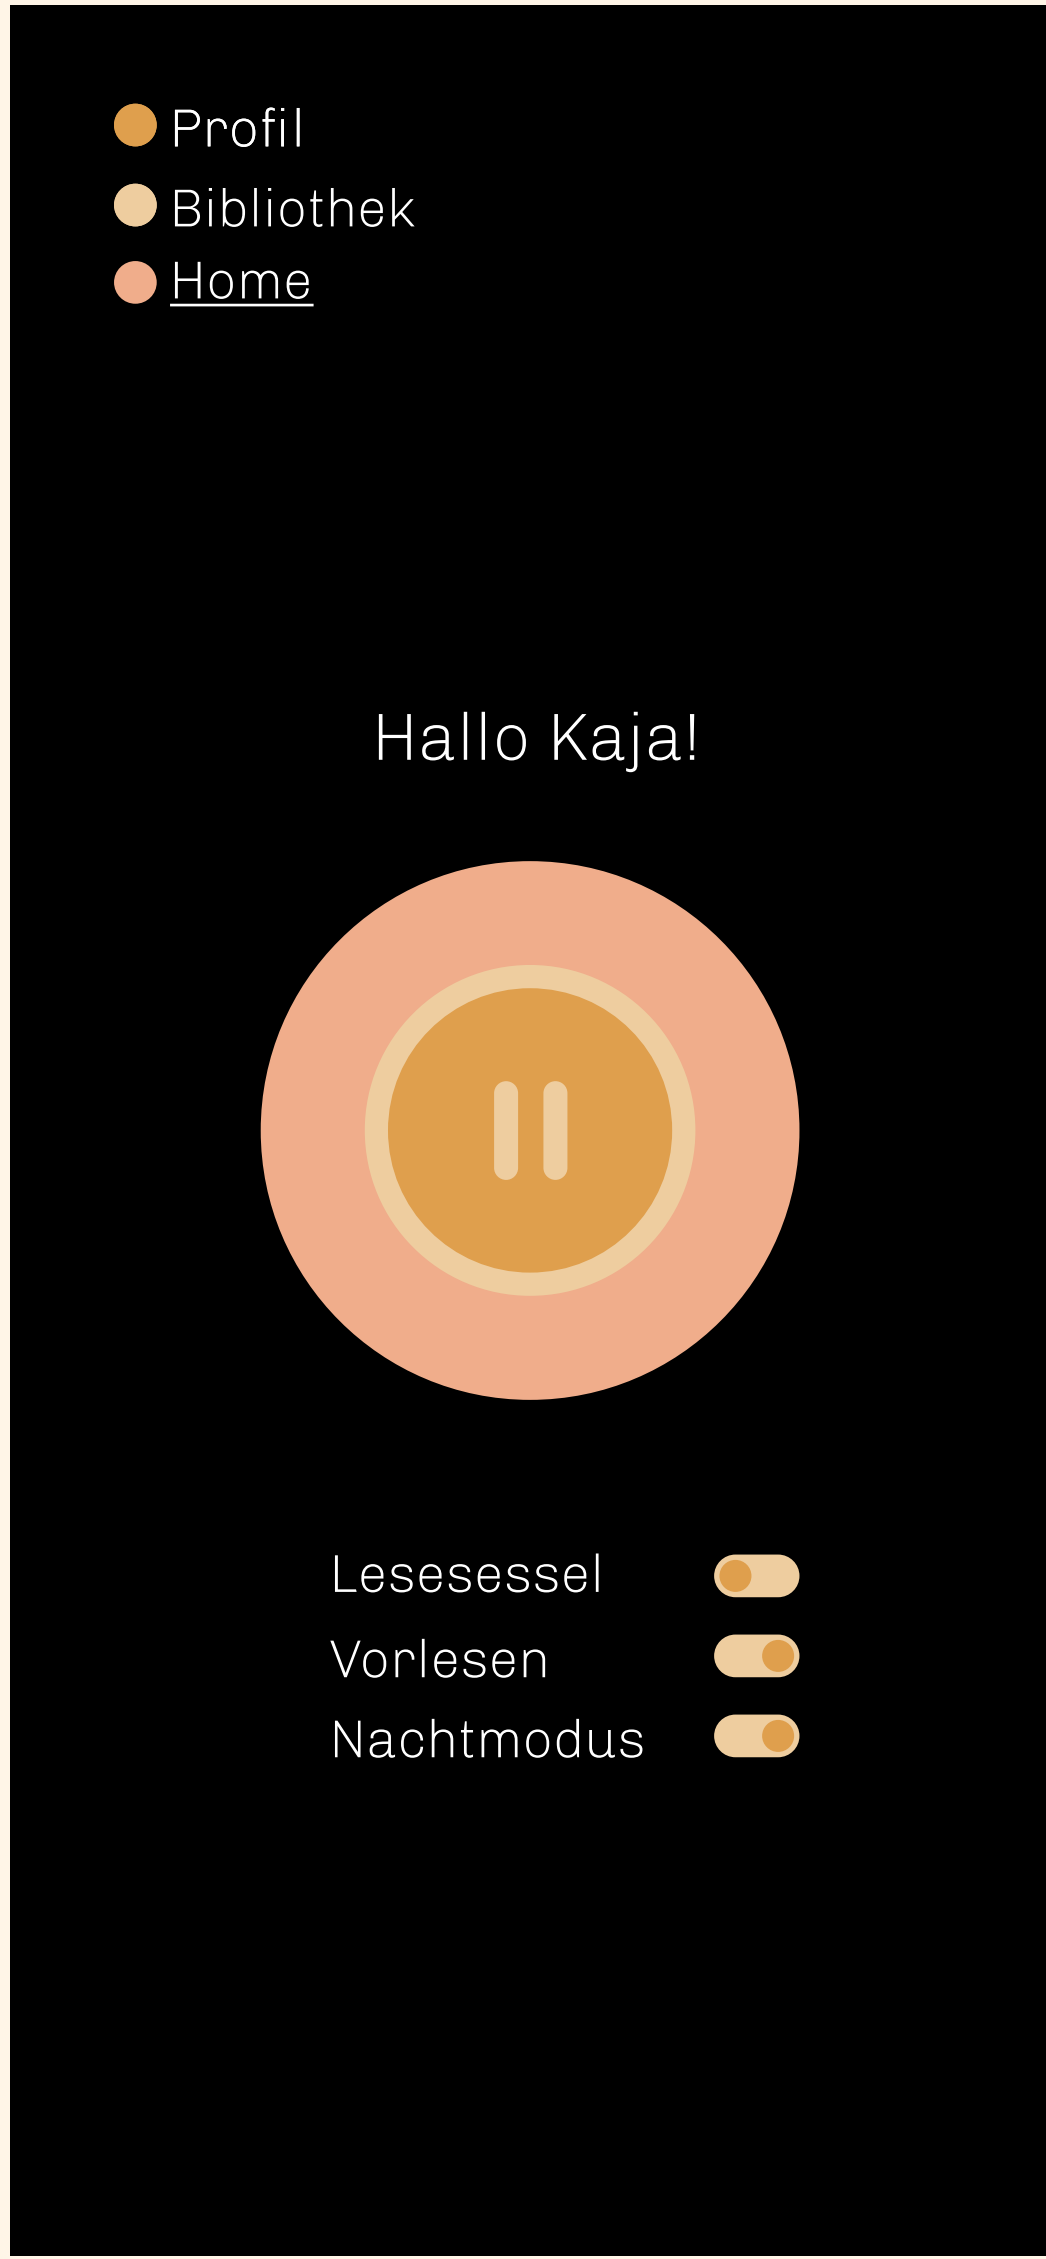 Profil
Bibliothek
Home
Hallo Kaja!
Lesesessel
Vorlesen
Nachtmodus